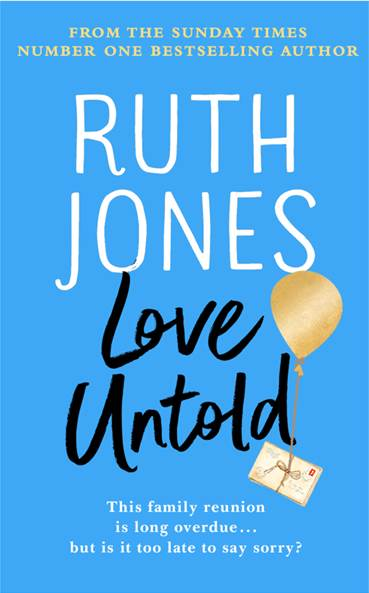 FROM THE SUNDAY TIMES
NUMBER ONE BESTSELLING AUTHOR
RUTH
JONES
Love
Untold
This family reunion
is long overdue...
but is it too late to say sorry?